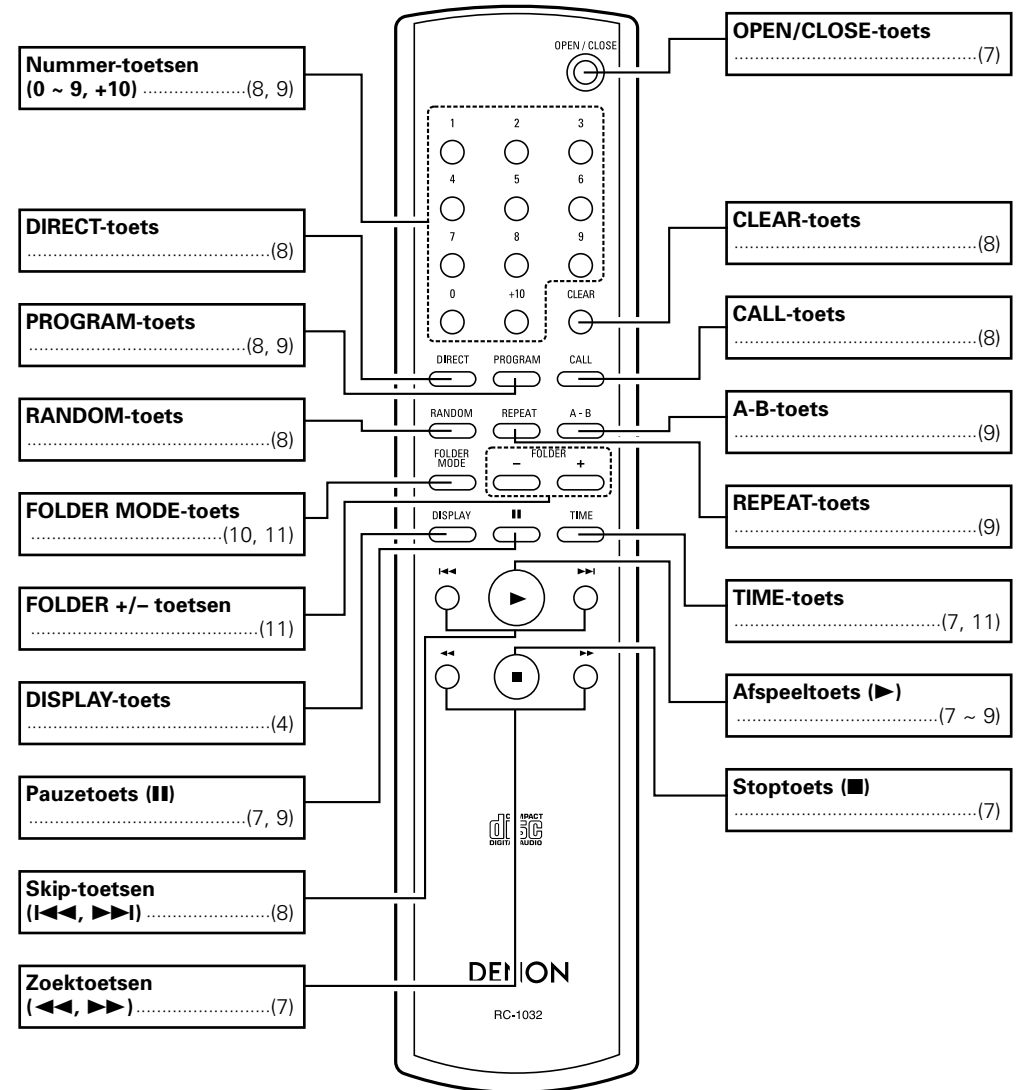 Nummer-toetsen
(0 ~ 9, +10) .....................(8, 9)
DIRECT-toets
.................................................(8)
PROGRAM-toets
............................................(8, 9)
RANDOM-toets
.................................................(8)
FOLDER MODE-toets
.......................................(10, 11)
FOLDER +/– toetsen
..............................................(11)
DISPLAY-toets
.................................................(4)
Pauzetoets (II)
............................................(7, 9)
Skip-toetsen
(I◄◄, ►►I) .........................(8)
Zoektoetsen
(◄◄, ►►) ...........................(7)
OPEN / CLOSE
1 2 3
4 5 6
7 8 9
0 +10 CLEAR
DIRECT PROGRAM CALL
RANDOM REPEAT A - B
FOLDER
MODE
FOLDER
– +
DISPLAY II TIME
I◄◄ ► ►►I
◄◄ ■ ►►
COMPACT
disc
DIGITAL AUDIO
DENON
RC-1032
OPEN/CLOSE-toets
.................................................(7)
CLEAR-toets
.................................................(8)
CALL-toets
.................................................(8)
A-B-toets
.................................................(9)
REPEAT-toets
.................................................(9)
TIME-toets
..........................................(7, 11)
Afspeeltoets (►)
.........................................(7 ~ 9)
Stoptoets (■)
.................................................(7)